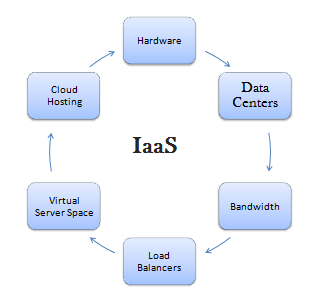 Hardware
Data
Centers
Bandwidth
Load
Balancers
Virtual
Server Space
Cloud
Hosting
IaaS